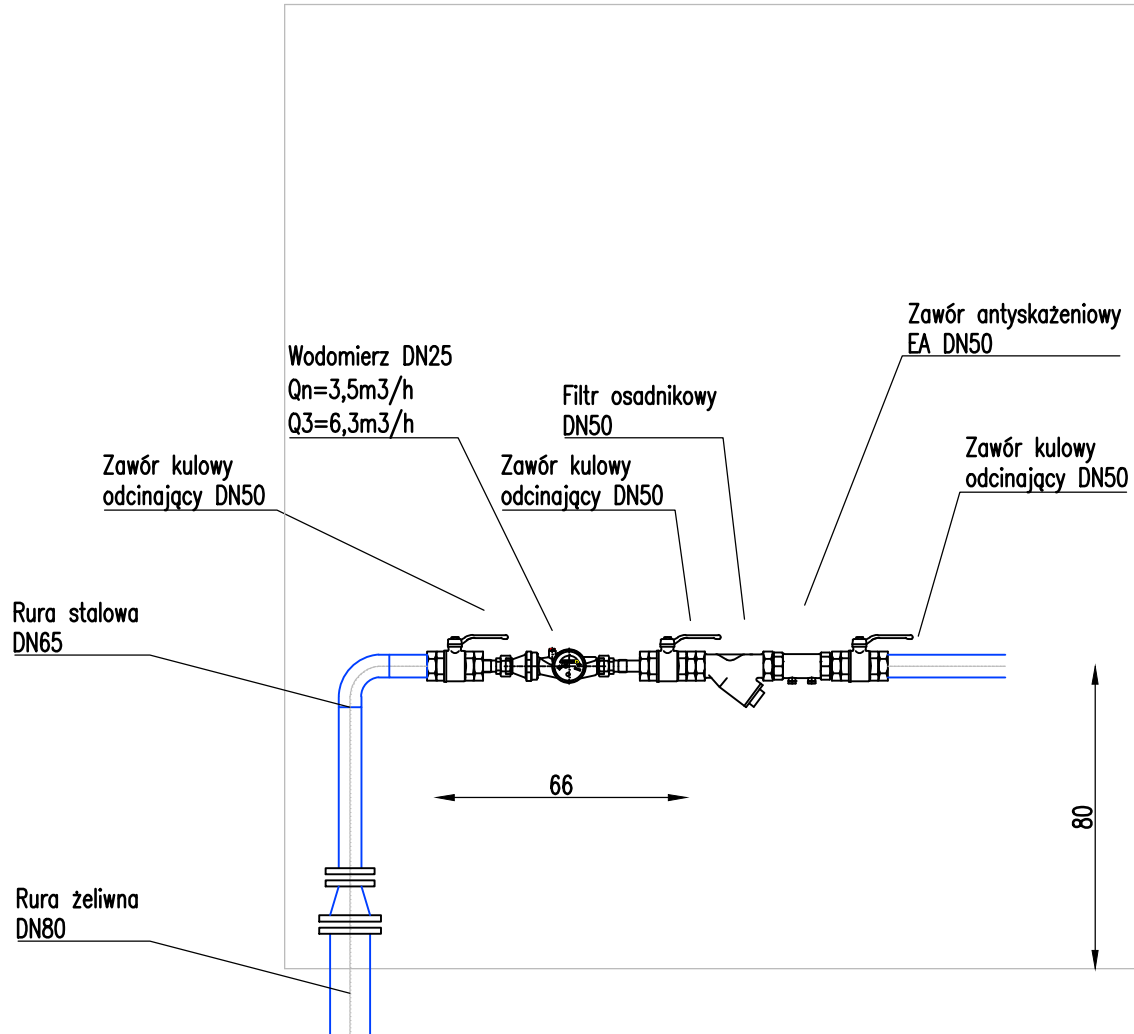 Zawór antyskażeniowy
EA DN50
Wodomierz DN25
Qn=3,5m3/h
Q3=6,3m3/h
Filtr osadnikowy
DN50
Zawór kulowy
odcinający DN50
Zawór kulowy
odcinający DN50
Zawór kulowy
odcinający DN50
Rura stalowa
DN65
66
80
Rura żeliwna
DN80